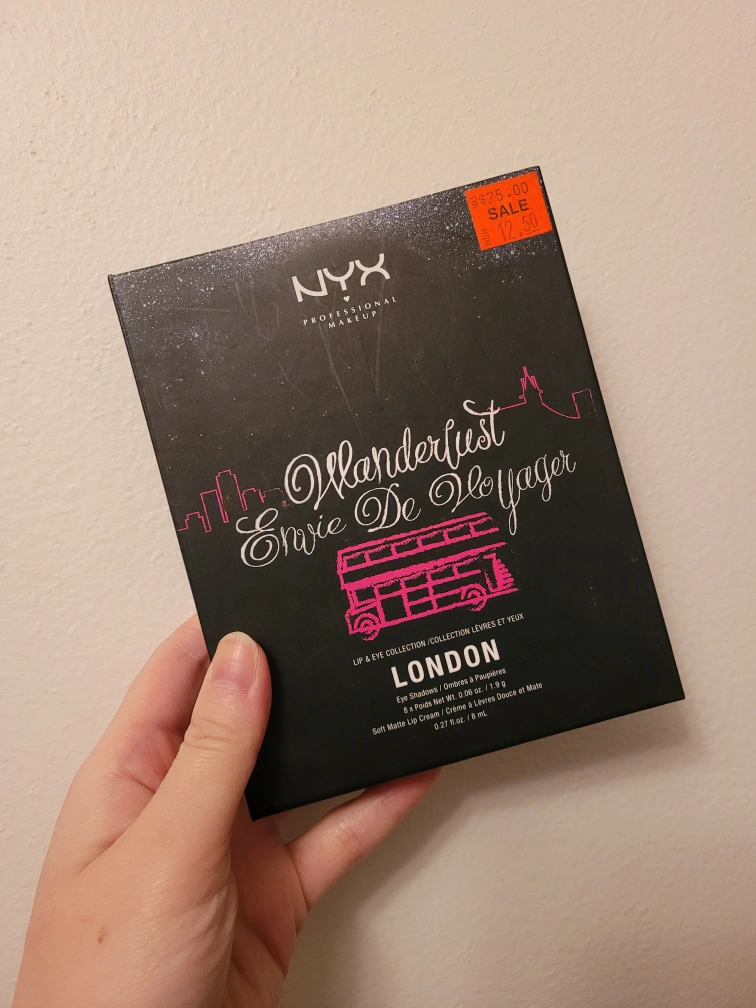 $25.00
SALE
12.50
NYX
PROFESSIONAL
MAKEUP
Wanderlust
Envie De Voyager
LIP & EYE COLLECTION /COLLECTION LÈVRES ET YEUX
LONDON
Eye Shadows / Ombres à Paupières
8 x Poids Net Wt. 0.06 oz. / 1.9 g
Soft Matte Lip Cream / Crème à Lèvres Douce et Mate
0.27 fl.oz. / 8 mL